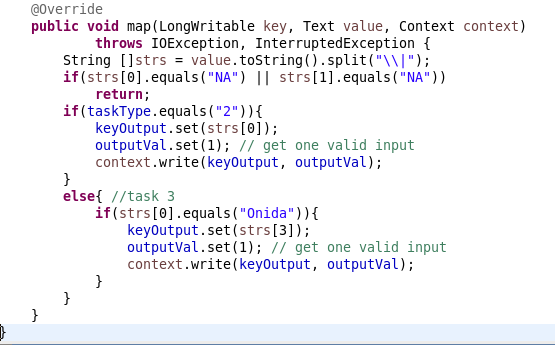 @Override
public void map(LongWritable key, Text value, Context context)
throws IOException, InterruptedException {
String []strs = value.toString().split("\\|");
if(strs[0].equals("NA") || strs[1].equals("NA"))
return;
if(taskType.equals("2")){
keyOutput.set(strs[0]);
outputVal.set(1); // get one valid input
context.write(keyOutput, outputVal);
}
else{ //task 3
if(strs[0].equals("Onida")){
keyOutput.set(strs[3]);
outputVal.set(1); // get one valid input
context.write(keyOutput, outputVal);
}
}
}
}